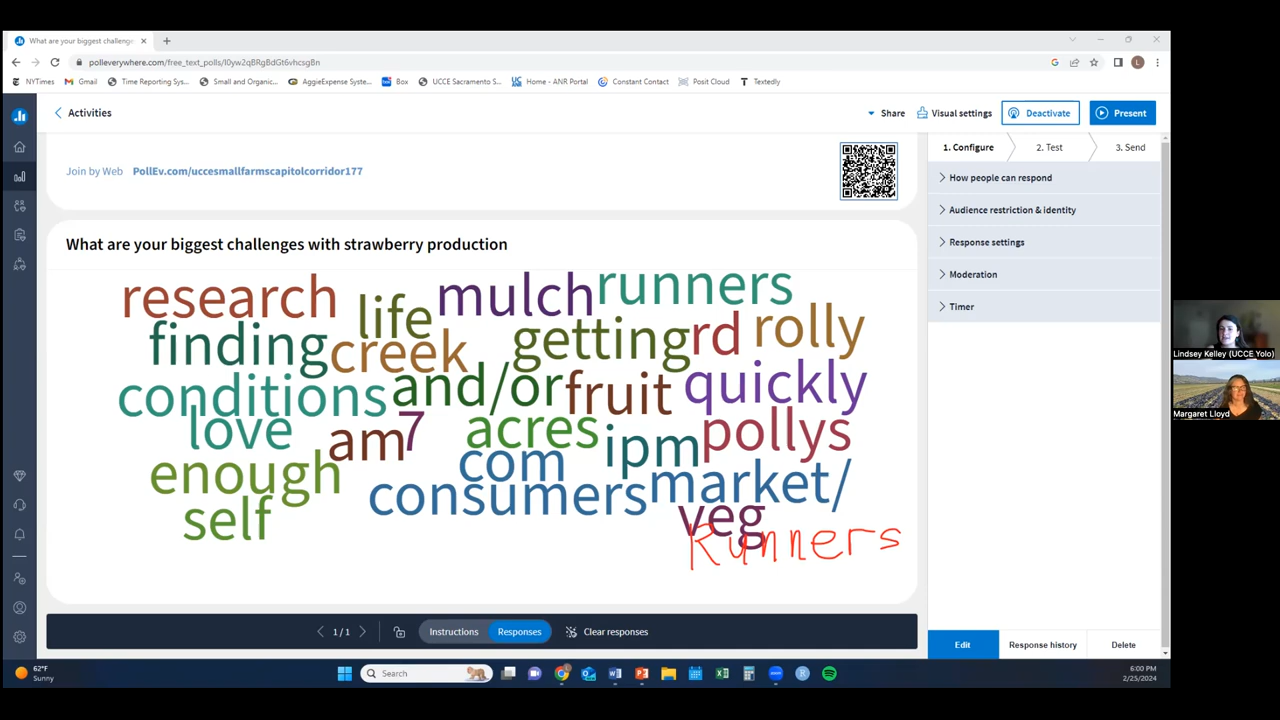 What are your biggest challenge
polleverywhere.com/free_text_polls/I0yw2qBRgBdGt6vhcsgBn
NYTimes Gmail Time Reporting Sys... Small and Organic... AggieExpense Syste... Box UCCE Sacramento S... Home - ANR Portal Constant Contact Posit Cloud Textedly
Activities Share Visual settings Deactivate Present
Join by Web PollEv.com/uccesmallfarmscapitolcorridor177
1. Configure 2. Test 3. Send
How people can respond
Audience restriction & identity
Response settings
Moderation
Timer
What are your biggest challenges with strawberry production
research life mulch runners
finding creek getting rd rolly
conditions and/or fruit quickly
love am 7 acres ipm pollys
enough com consumers market/
self veg
Runners
Lindsey Kelley (UCCE Yolo)
Margaret Lloyd
1 / 1 Instructions Responses Clear responses
Edit Response history Delete
62°F
Sunny
Search
6:00 PM
2/25/2024